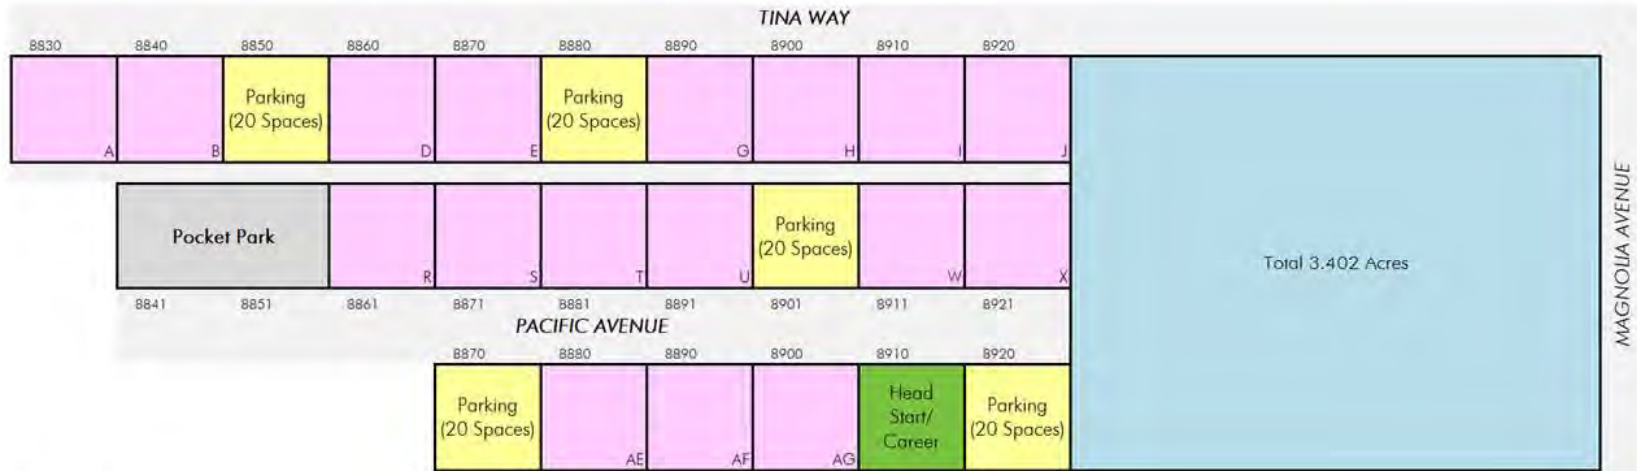 TINA WAY
8830 8840 8850 8860 8870 8880 8890 8900 8910 8920
Parking
(20 Spaces)
Parking
(20 Spaces)
A B D E G H I J
Pocket Park
Parking
(20 Spaces)
R S T U W X
Total 3.402 Acres
MAGNOLIA AVENUE
8841 8851 8861 8871 8881 8891 8901 8911 8921
PACIFIC AVENUE
8870 8880 8890 8900 8910 8920
Parking
(20 Spaces)
Head
Start/
Career
Parking
(20 Spaces)
AE AF AG